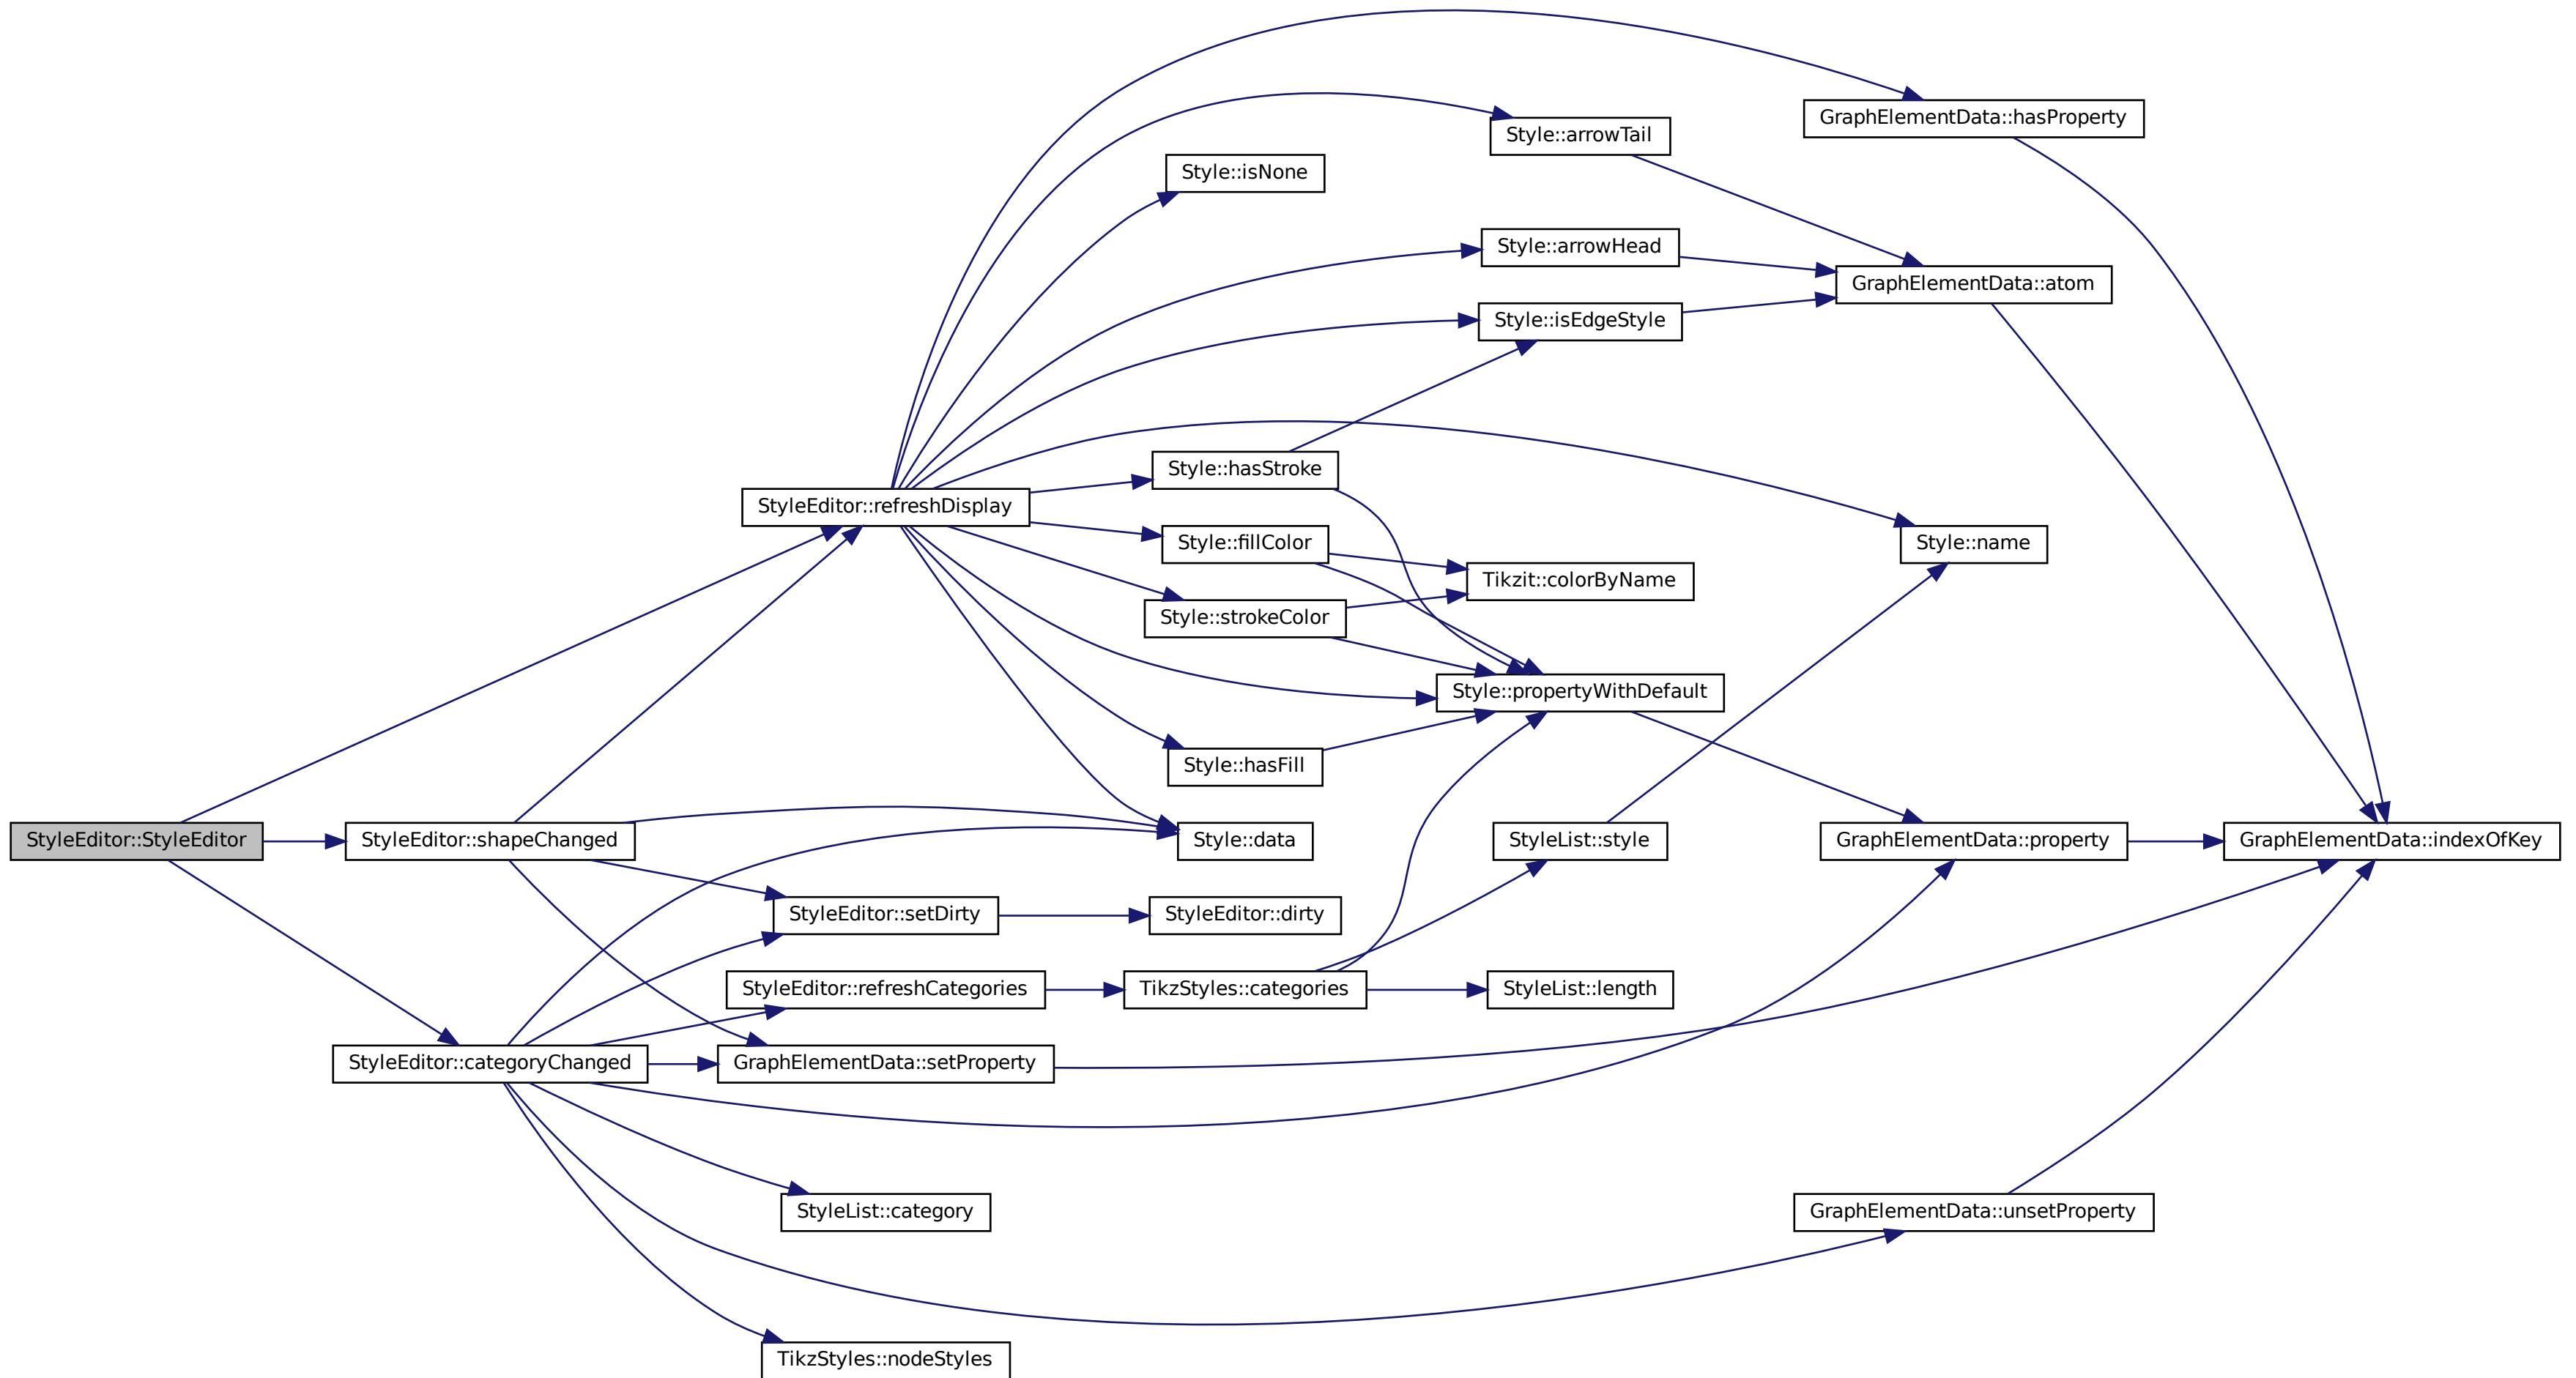 GraphElementData::hasProperty
Style::arrowTail
Style::isNone
Style::arrowHead
GraphElementData::atom
Style::isEdgeStyle
Style::hasStroke
StyleEditor::refreshDisplay
Style::fillColor
Style::name
Tikzit::colorByName
Style::strokeColor
Style::propertyWithDefault
Style::hasFill
StyleEditor::StyleEditor
StyleEditor::shapeChanged
Style::data
StyleList::style
GraphElementData::property
GraphElementData::indexOfKey
StyleEditor::setDirty
StyleEditor::dirty
StyleEditor::refreshCategories
TikzStyles::categories
StyleList::length
StyleEditor::categoryChanged
GraphElementData::setProperty
StyleList::category
GraphElementData::unsetProperty
TikzStyles::nodeStyles